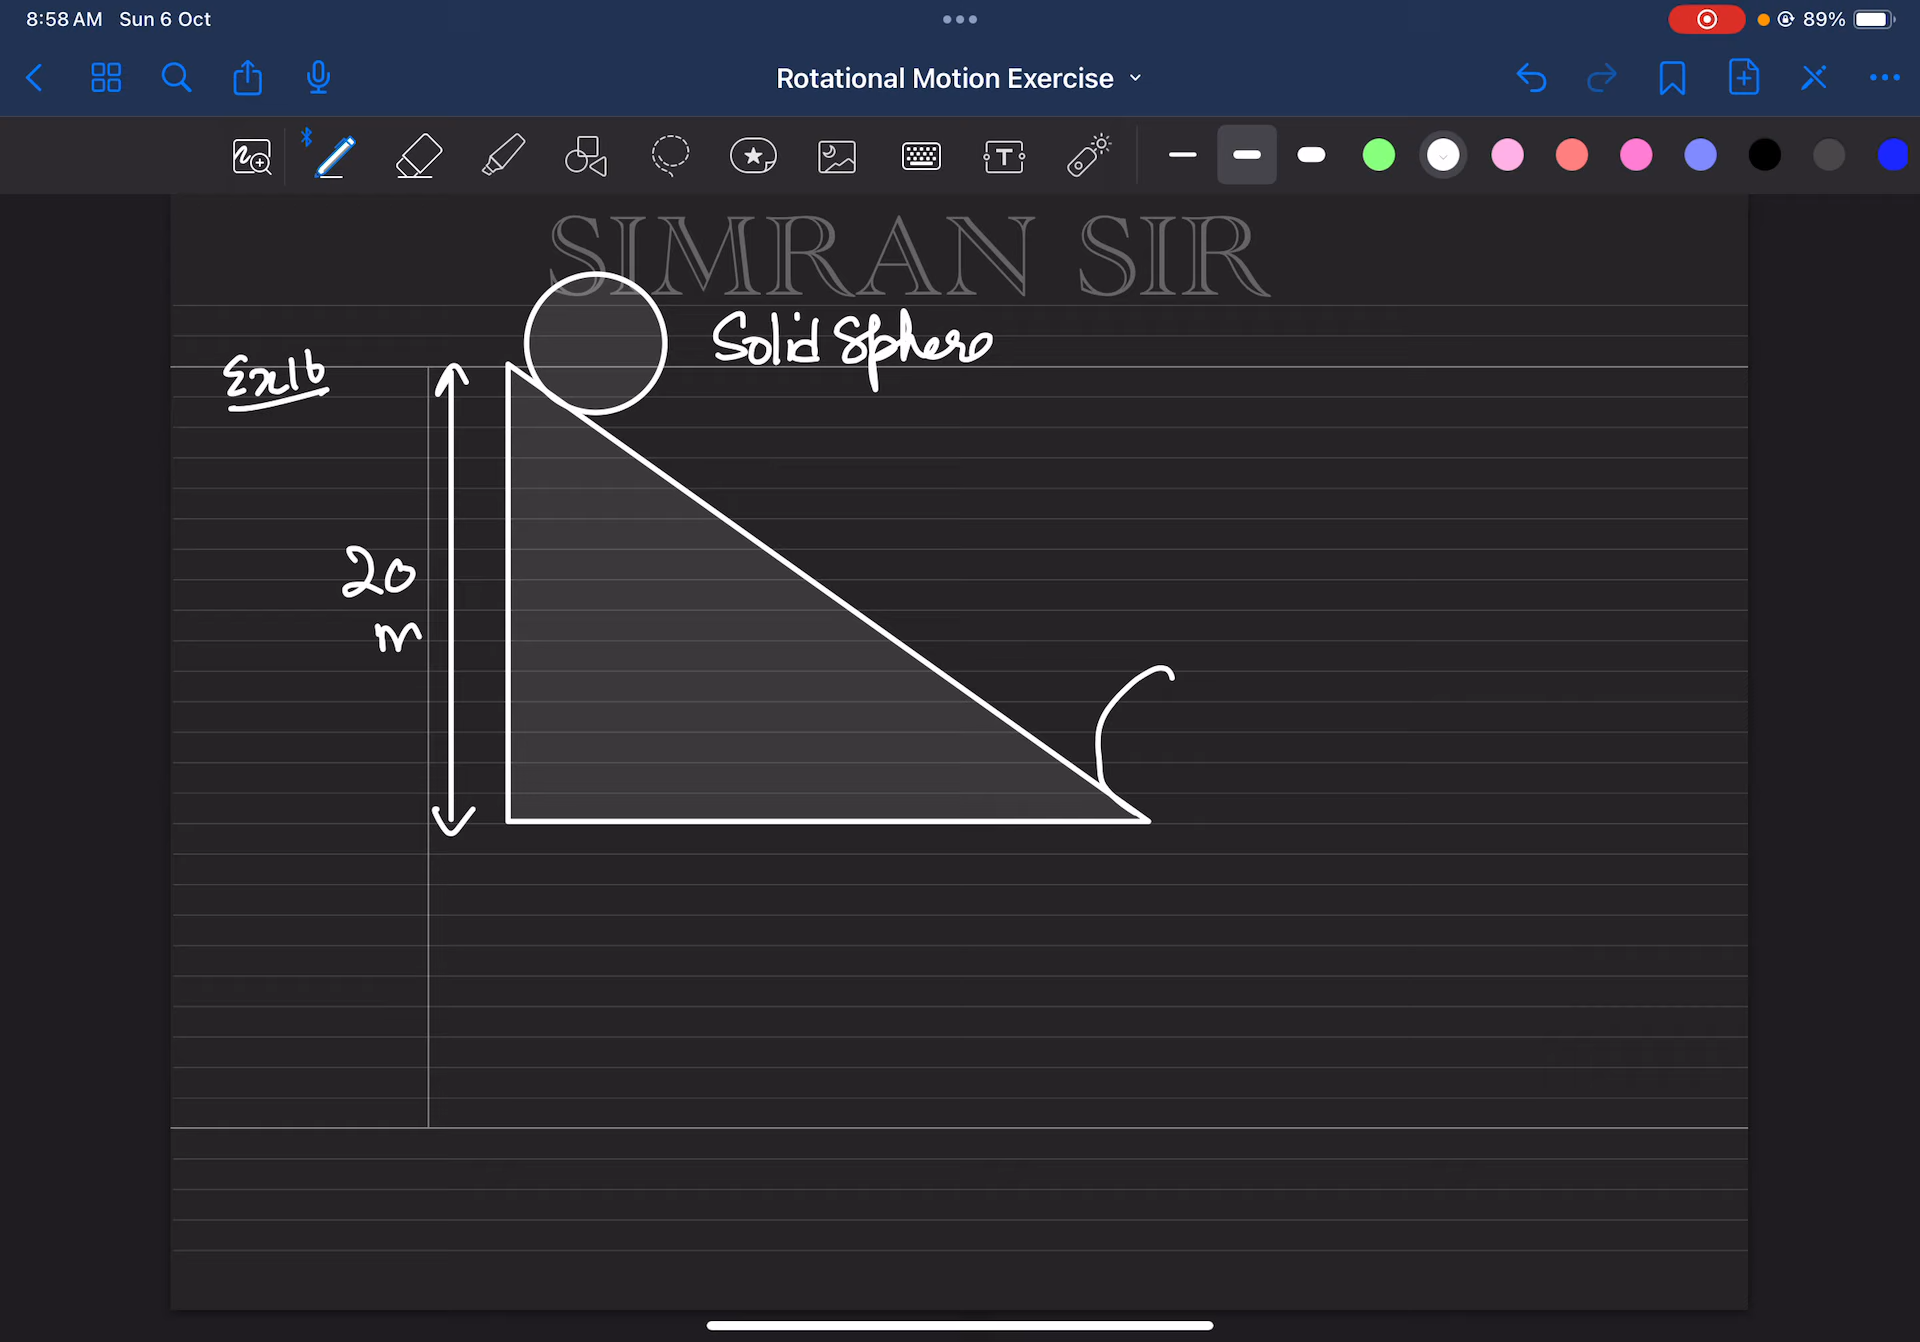 8:58 AM Sun 6 Oct
89%
Rotational Motion Exercise
T
SIMRAN SIR
Solid Sphere
Ex16
20
m